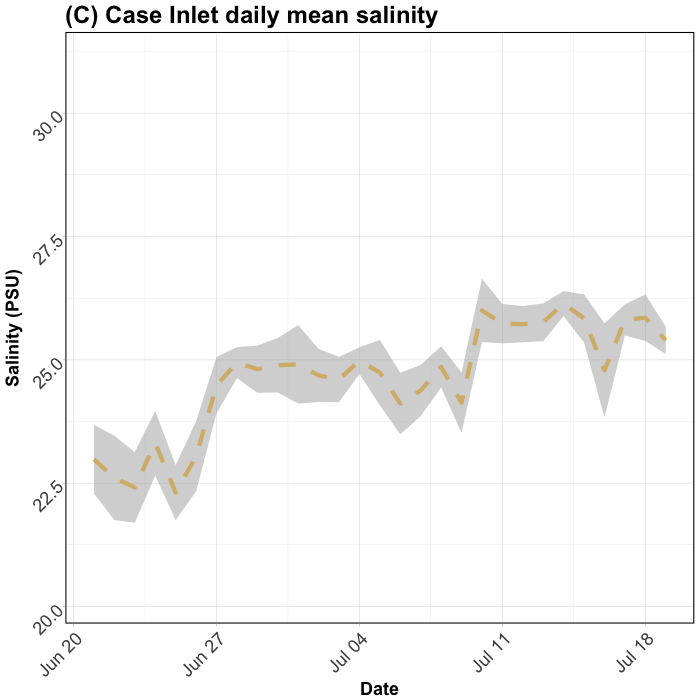 (C) Case Inlet daily mean salinity
Salinity (PSU)
30.0
27.5
25.0
22.5
20.0
Jun 20
Jun 27
Jul 04
Jul 11
Jul 18
Date